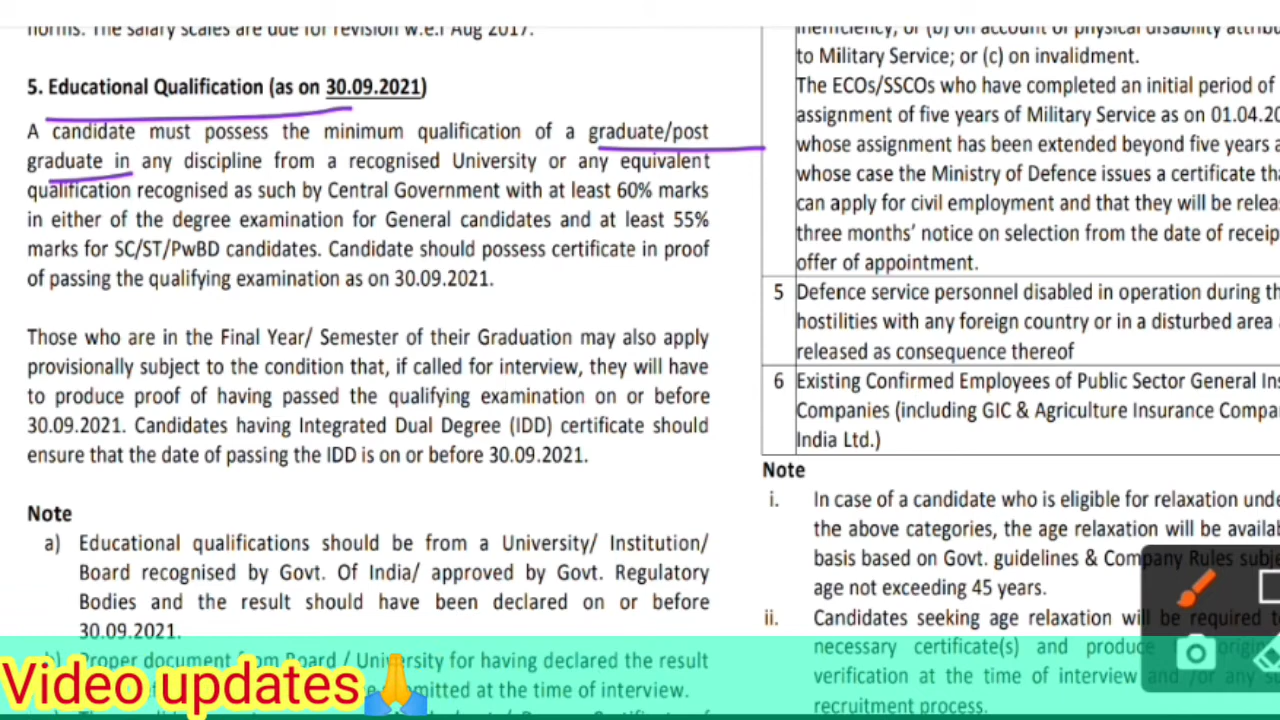 norms. The salary scales are due for revision w.e.f Aug 2017.
5. Educational Qualification (as on 30.09.2021)
A candidate must possess the minimum qualification of a graduate/post
graduate in any discipline from a recognised University or any equivalent
qualification recognised as such by Central Government with at least 60% marks
in either of the degree examination for General candidates and at least 55%
marks for SC/ST/PwBD candidates. Candidate should possess certificate in proof
of passing the qualifying examination as on 30.09.2021.
Those who are in the Final Year/ Semester of their Graduation may also apply
provisionally subject to the condition that, if called for interview, they will have
to produce proof of having passed the qualifying examination on or before
30.09.2021. Candidates having Integrated Dual Degree (IDD) certificate should
ensure that the date of passing the IDD is on or before 30.09.2021.
Note
a) Educational qualifications should be from a University/ Institution/
Board recognised by Govt. Of India/ approved by Govt. Regulatory
Bodies and the result should have been declared on or before
30.09.2021.
b) Proper document from Board / University for having declared the result
submitted at the time of interview.
inefficiency; or (b) on account of physical disability
to Military Service; or (c) on invalidment.
The ECOs/SSCOs who have completed an initial period of
assignment of five years of Military Service as on 01.04.20
whose assignment has been extended beyond five years
whose case the Ministry of Defence issues a certificate
can apply for civil employment and that they will be
three months' notice on selection from the date of
offer of appointment.
5 Defence service personnel disabled in operation during
hostilities with any foreign country or in a disturbed area
released as consequence thereof
6 Existing Confirmed Employees of Public Sector General
Companies (including GIC & Agriculture Insurance
India Ltd.)
Note
i. In case of a candidate who is eligible for relaxation
the above categories, the age relaxation will be
basis based on Govt. guidelines & Company Rules
age not exceeding 45 years.
ii. Candidates seeking age relaxation will be required
necessary certificate(s) and produce
verification at the time of interview and /or any
recruitment process.
Video updates🙏